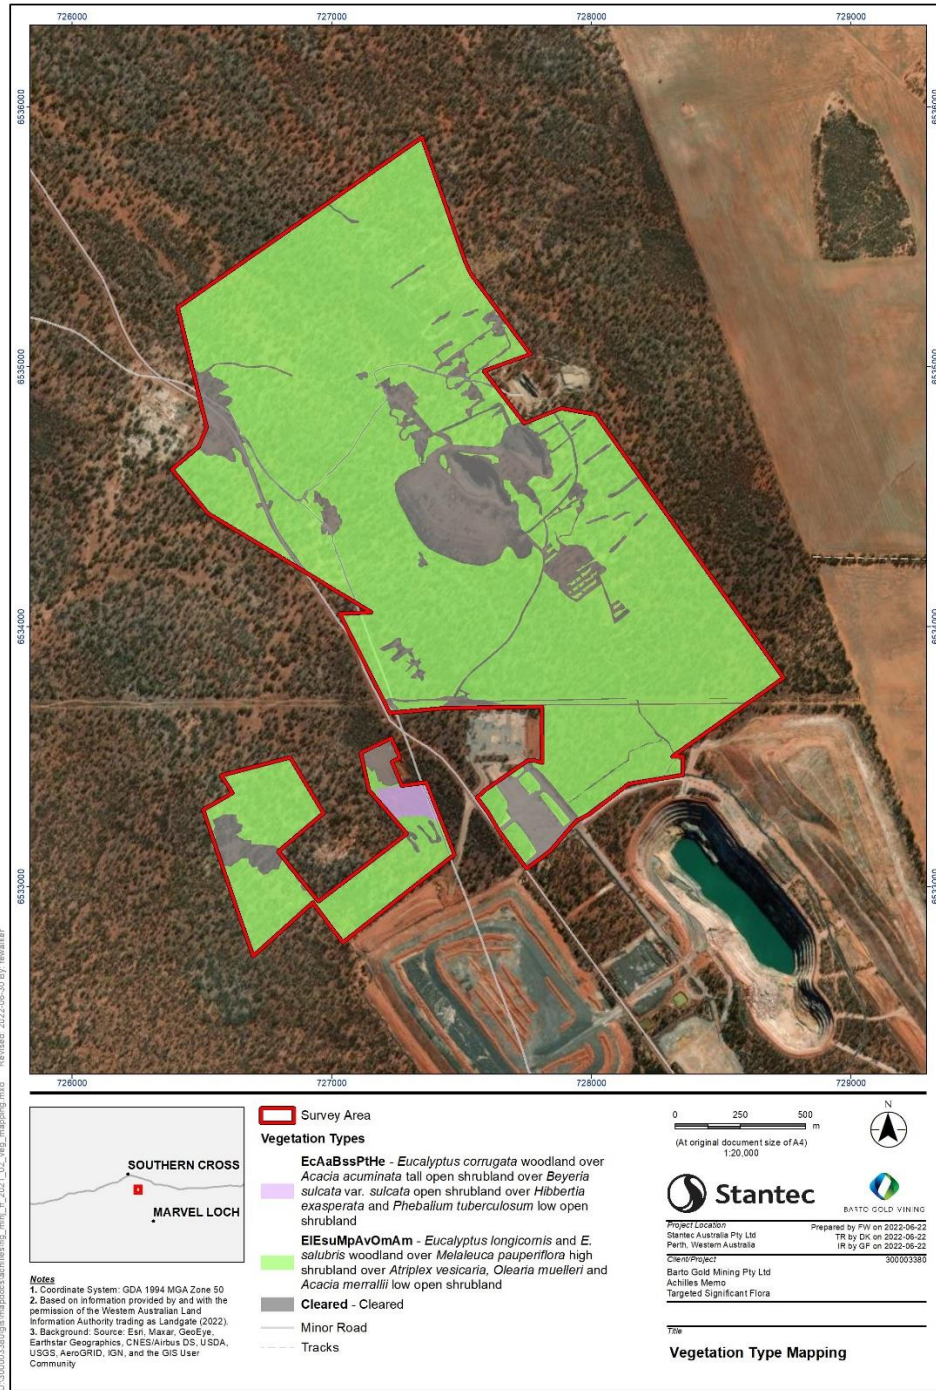 726000
727000
728000
729000
6536000
6536000
6535000
6535000
6534000
6534000
6533000
6533000
726000
727000
728000
729000
SOUTHERN CROSS
MARVEL LOCH
Notes
1. Coordinate System: GDA 1994 MGA Zone 50
2. Based on information provided by and with the
permission of the Western Australian Land
Information Authority trading as Landgate (2022).
3. Background: Source: Esri, Maxar, GeoEye,
Earthstar Geographics, CNES/Airbus DS, USDA,
USGS, AeroGRID, IGN, and the GIS User
Community
Survey Area
Vegetation Types
EcAaBssPtHe - Eucalyptus corrugata woodland over
Acacia acuminata tall open shrubland over Beyeria
sulcata var. sulcata open shrubland over Hibbertia
exasperata and Phebalium tuberculosum low open
shrubland
ElEsuMpAvOmAm - Eucalyptus longicornis and E.
salubris woodland over Melaleuca pauperiflora high
shrubland over Atriplex vesicaria, Olearia muelleri and
Acacia merrallii low open shrubland
Cleared - Cleared
Minor Road
Tracks
0 250 500
m
(At original document size of A4)
1:20,000
N
Stantec
BARTO GOLD MINING
Project Location
Stantec Australia Pty Ltd
Perth, Western Australia
Prepared by PW on 2022-06-22
TR by DK on 2022-06-22
IR by GF on 2022-06-22
Client/Project
300003380
Barto Gold Mining Pty Ltd
Achilles Memo
Targeted Significant Flora
Title
Vegetation Type Mapping